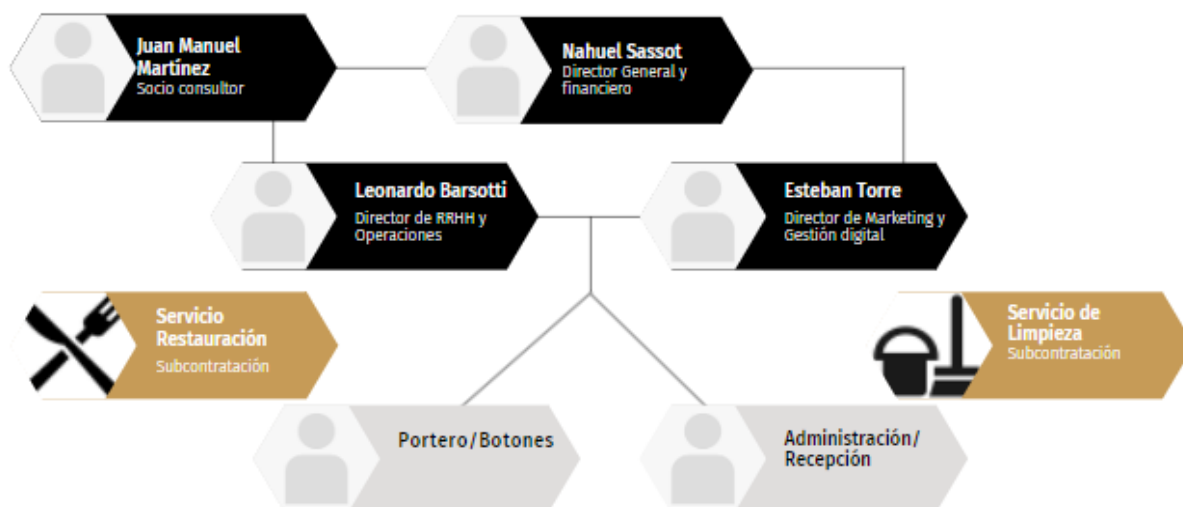 Juan Manuel
Martínez
Socio consultor
Nahuel Sassot
Director General y
financiero
Leonardo Barsotti
Director de RRHH y
Operaciones
Esteban Torre
Director de Marketing y
Gestión digital
Servicio
Restauración
Subcontratación
Servicio de
Limpieza
Subcontratación
Portero/Botones
Administración/
Recepción